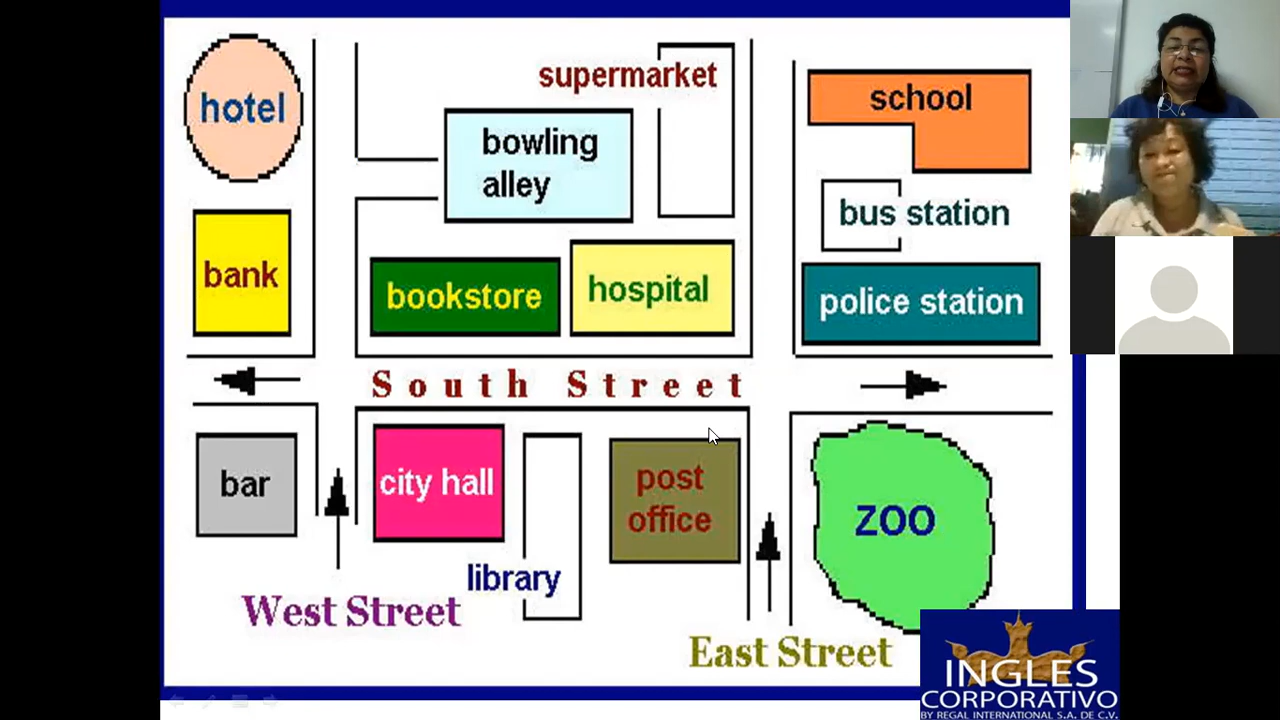 hotel
supermarket
school
bowling
alley
bus station
bank
bookstore
hospital
police station
South Street
bar
city hall
post
office
ZOO
library
West Street
East Street
INGLES
CORPORATIVO
BY REGAL INTERNATIONAL S.A. DE C.V.